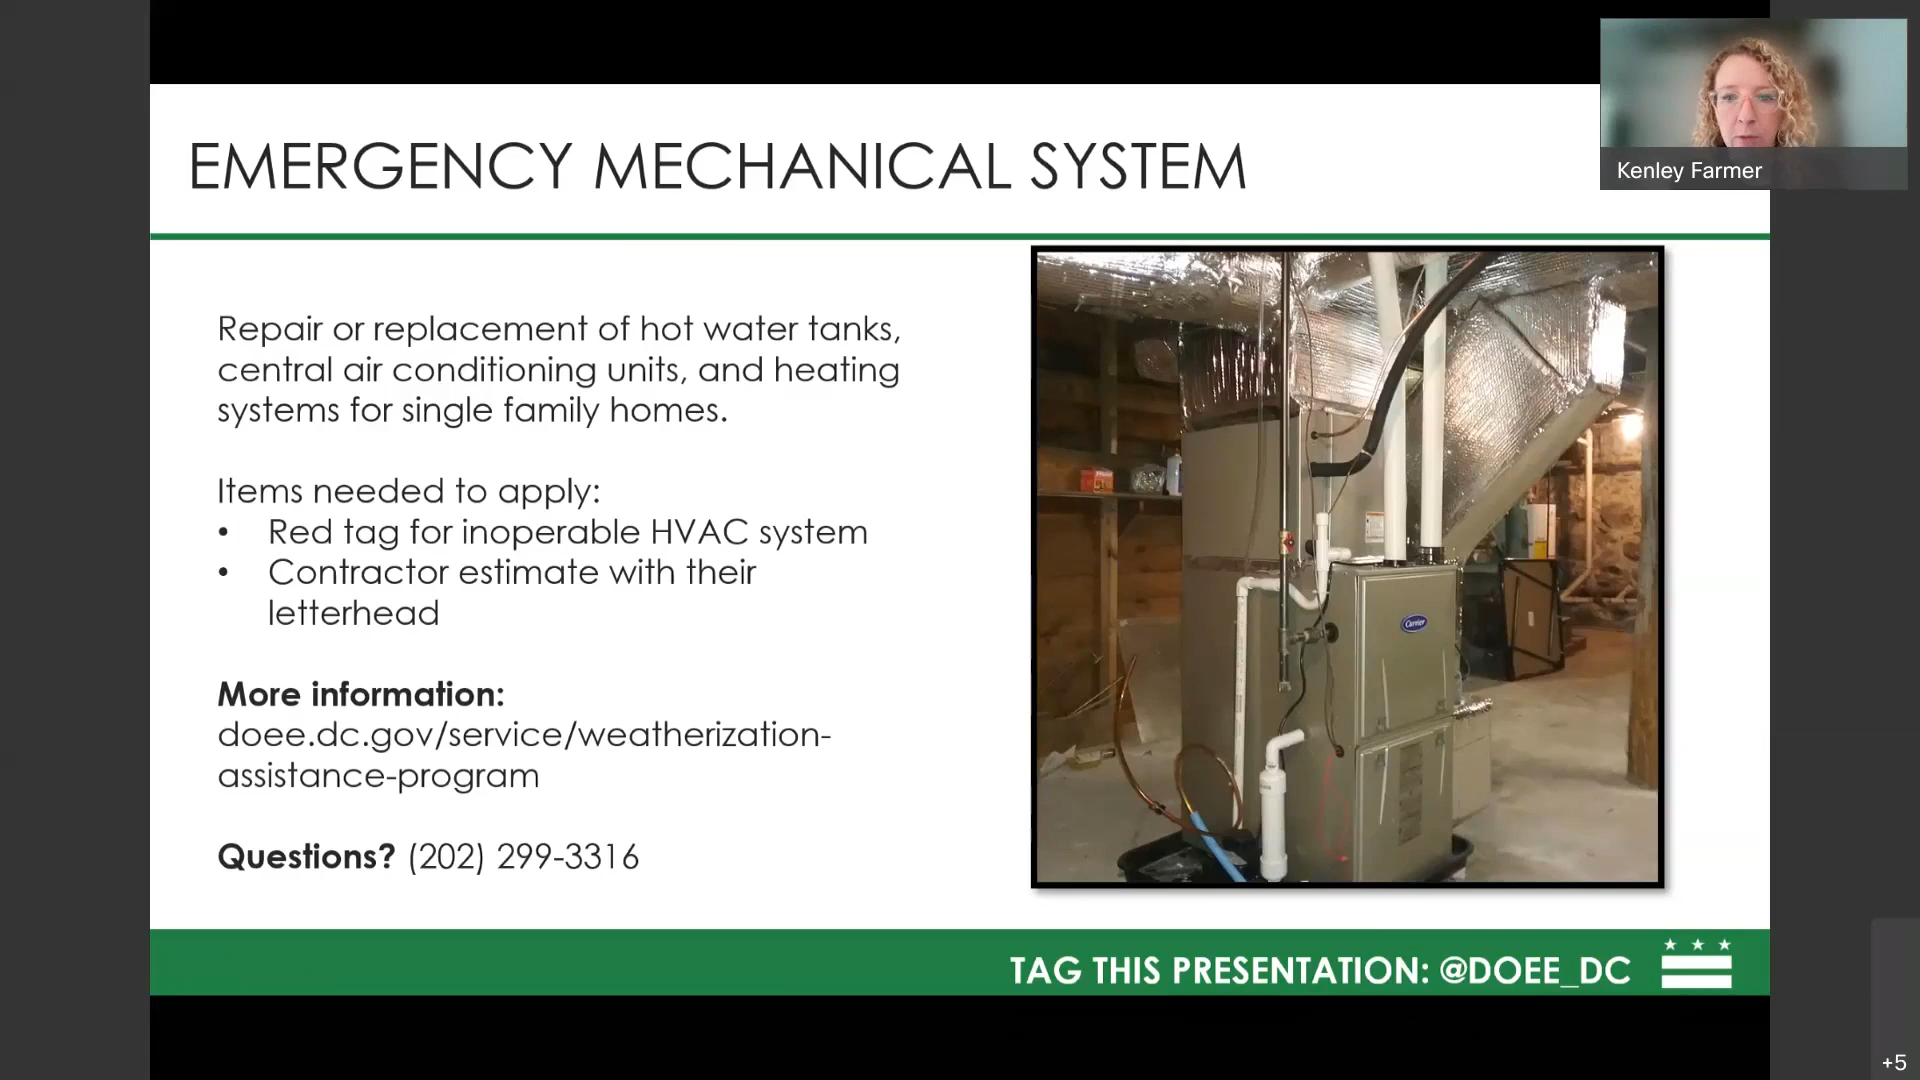 EMERGENCY MECHANICAL SYSTEM
Kenley Farmer
Repair or replacement of hot water tanks,
central air conditioning units, and heating
systems for single family homes.
Items needed to apply:
• Red tag for inoperable HVAC system
• Contractor estimate with their
letterhead
More information:
doee.dc.gov/service/weatherization-
assistance-program
Questions? (202) 299-3316
Carrier
TAG THIS PRESENTATION: @DOEE_DC
+5